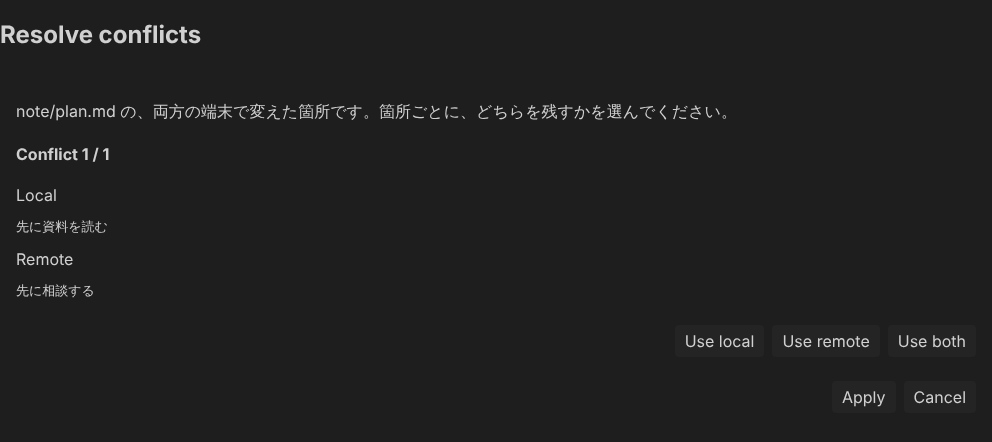 Resolve conflicts
note/plan.md の、両方の端末で変えた箇所です。箇所ごとに、どちらを残すかを選んでください。
Conflict 1 / 1
Local
先に資料を読む
Remote
先に相談する
Use local Use remote Use both
Apply Cancel